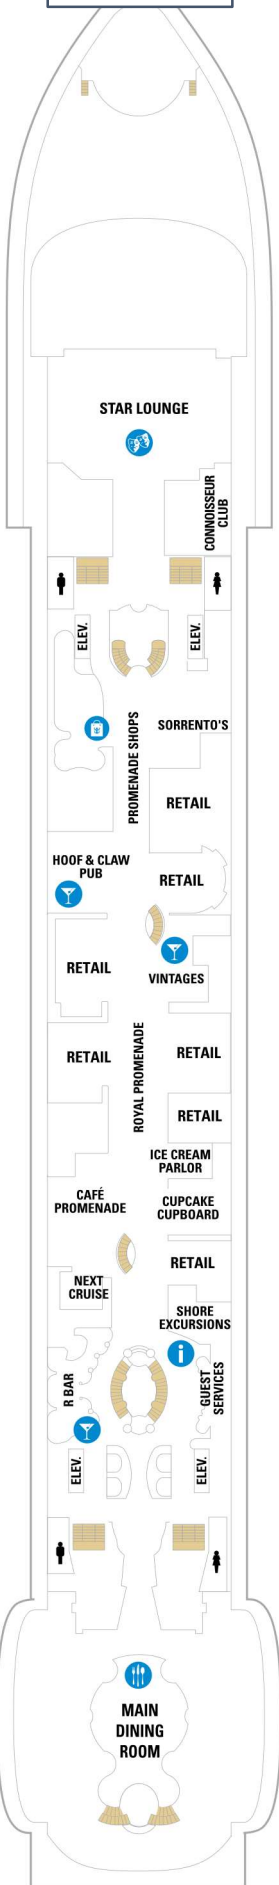 STAR LOUNGE
CONNOISSEUR
CLUB
ELEV.
ELEV.
PROMENADE SHOPS
SORRENTO'S
RETAIL
HOOF & CLAW
PUB
RETAIL
RETAIL
VINTAGES
ROYAL PROMENADE
RETAIL
RETAIL
RETAIL
ICE CREAM
PARLOR
CAFÉ
PROMENADE
CUPCAKE
CUPBOARD
RETAIL
NEXT
CRUISE
SHORE
EXCURSIONS
i
R BAR
GUEST
SERVICES
ELEV.
ELEV.
MAIN
DINING
ROOM